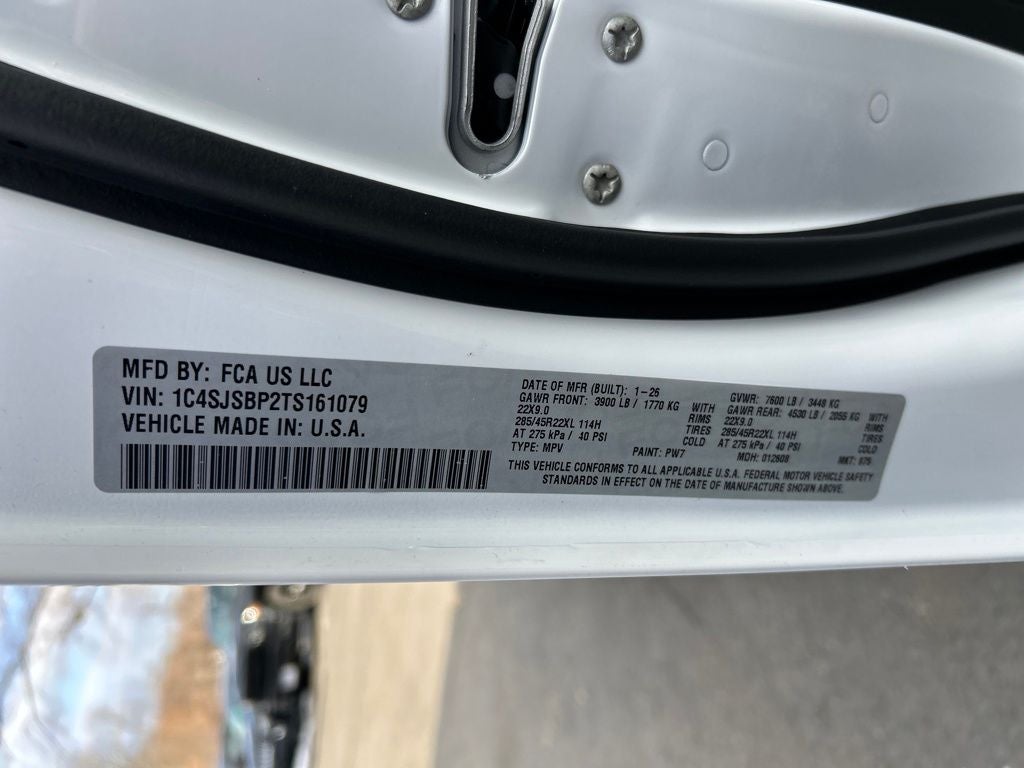 MFD BY: FCA US LLC
VIN: 1C4SJSBP2TS161079
VEHICLE MADE IN: U.S.A.
DATE OF MFR (BUILT): 1-26
GAWR FRONT: 3900 LB / 1770 KG WITH
22X9.0 RIMS
285/45R22XL 114H TIRES
AT 275 kPa / 40 PSI COLD
TYPE: MPV PAINT: PW7
GVWR: 7600 LB / 3448 KG
GAWR REAR: 4530 LB / 2055 KG WITH
22X9.0 RIMS
285/45R22XL 114H TIRES
AT 275 kPa / 40 PSI COLD
MDH: 012608 MKT: 675
THIS VEHICLE CONFORMS TO ALL APPLICABLE U.S.A. FEDERAL MOTOR VEHICLE SAFETY
STANDARDS IN EFFECT ON THE DATE OF MANUFACTURE SHOWN ABOVE.